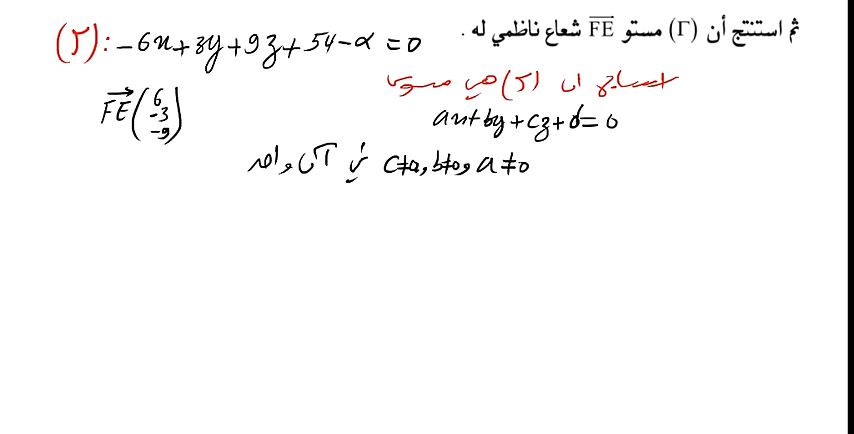 ثم استنتج أن (Γ) مستو FE شعاع ناظمي له .
(Γ): -6x+3y+9z+54-α=0
استنتاج ان (Γ) هي مستوي
FE(6 -3 -9)
ax+by+cz+d=0
a≠0 و b≠0 و c≠0 في آن واحد